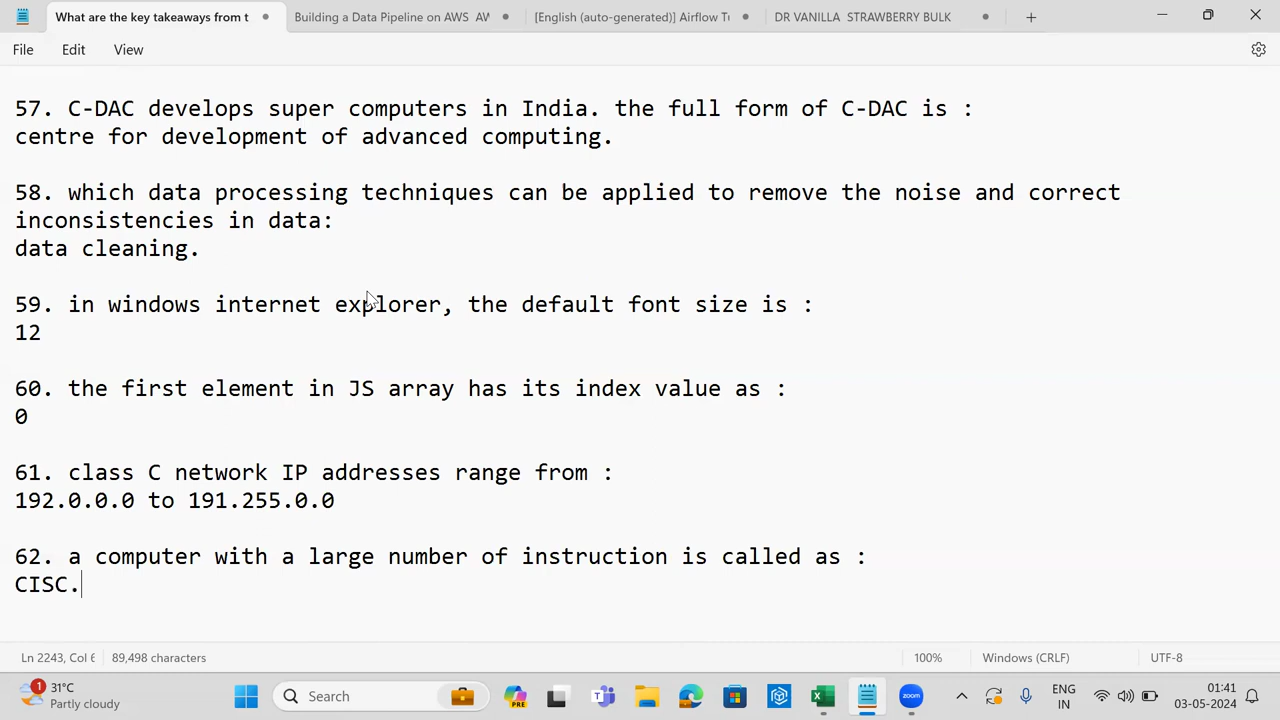 What are the key takeaways from t
Building a Data Pipeline on AWS AW
[English (auto-generated)] Airflow Tu
DR VANILLA STRAWBERRY BULK
File Edit View
57. C-DAC develops super computers in India. the full form of C-DAC is :
centre for development of advanced computing.
58. which data processing techniques can be applied to remove the noise and correct
inconsistencies in data:
data cleaning.
59. in windows internet explorer, the default font size is :
12
60. the first element in JS array has its index value as :
0
61. class C network IP addresses range from :
192.0.0.0 to 191.255.0.0
62. a computer with a large number of instruction is called as :
CISC.
Ln 2243, Col 6 89,498 characters 100% Windows (CRLF) UTF-8
1
31°C
Partly cloudy
Search
PRE
zoom
ENG
IN
01:41
03-05-2024